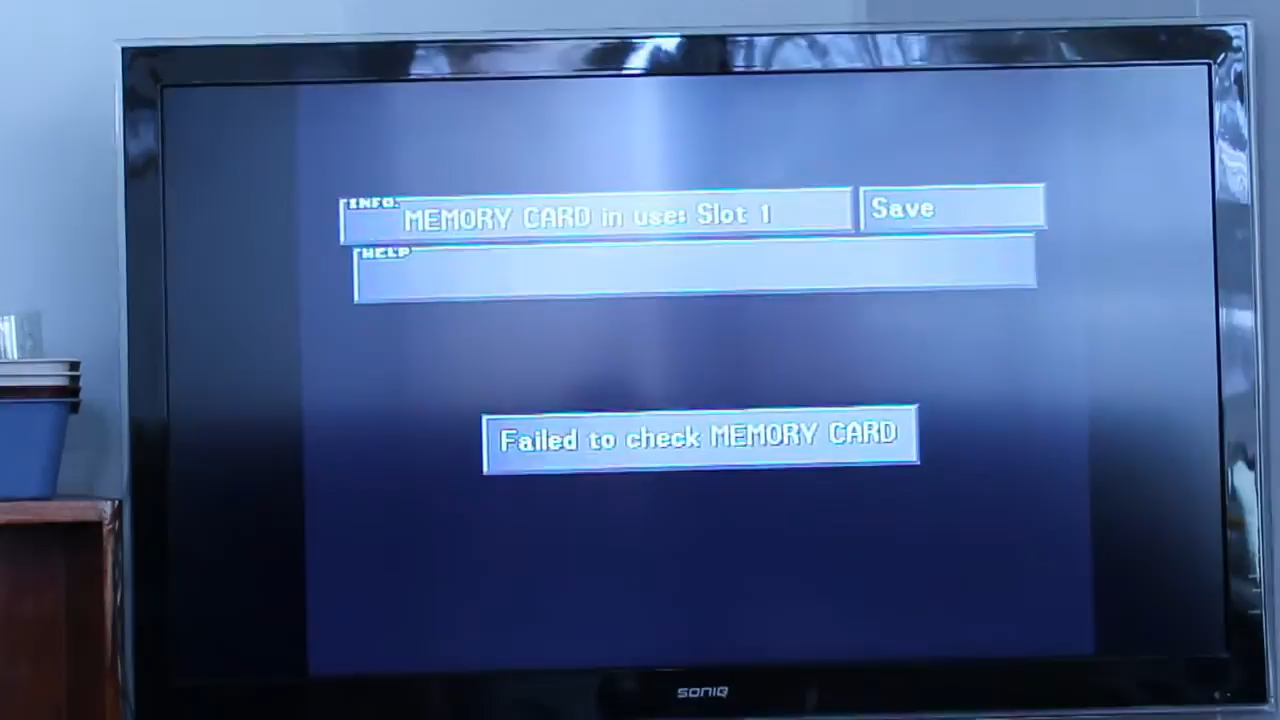 INFO.
MEMORY CARD in use: Slot 1
Save
HELP
Failed to check MEMORY CARD
SONIQ